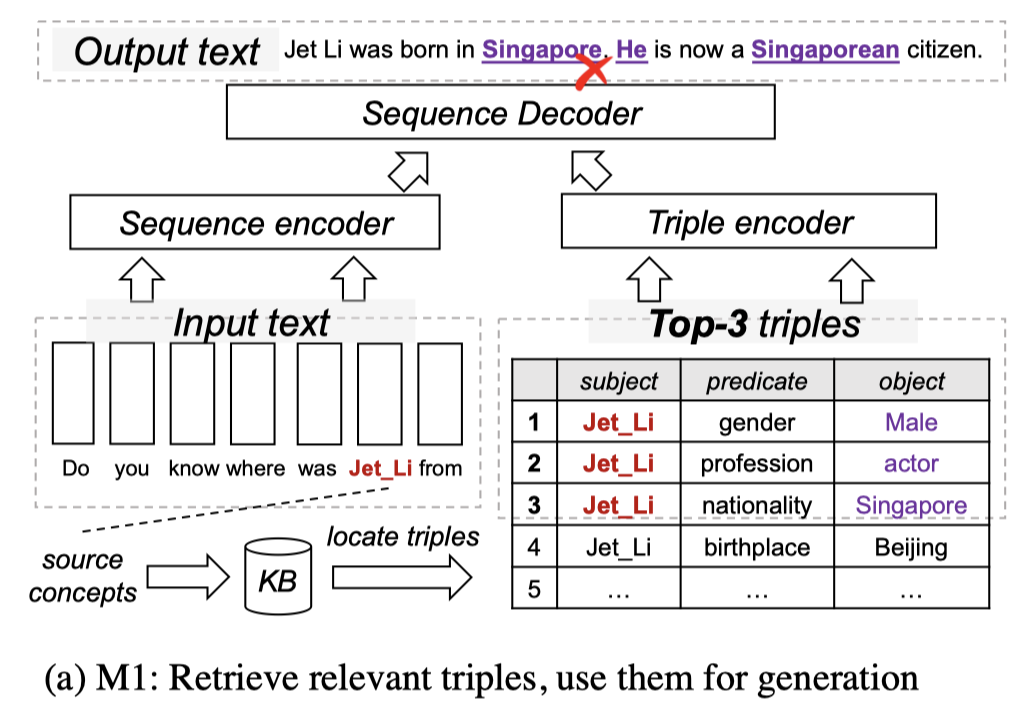 Output text Jet Li was born in Singapore. He is now a Singaporean citizen.
Sequence Decoder
Sequence encoder
Triple encoder
Input text
Do you know where was Jet_Li from
Top-3 triples
subject predicate object
1 Jet_Li gender Male
2 Jet_Li profession actor
3 Jet_Li nationality Singapore
4 Jet_Li birthplace Beijing
5 ... ... ...
source
concepts
KB
locate triples
(a) M1: Retrieve relevant triples, use them for generation